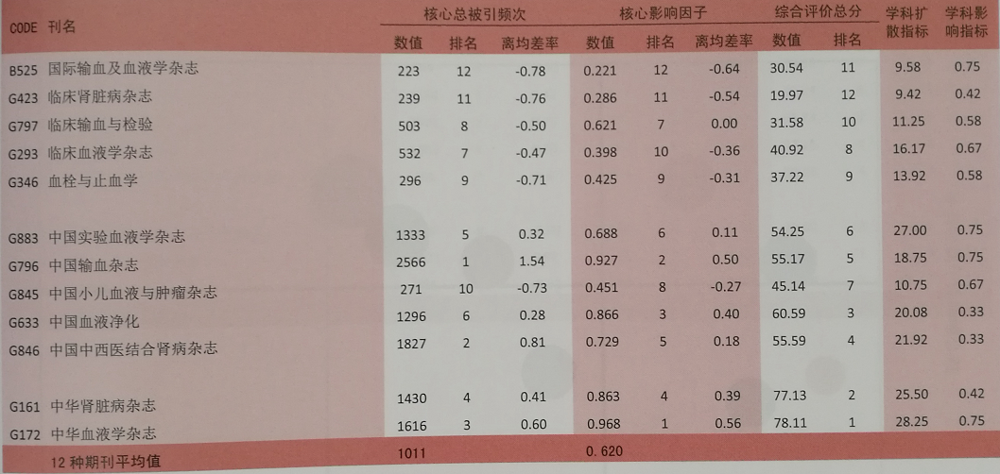 CODE 刊名 核心总被引频次 核心影响因子 综合评价总分 学科扩散指标 学科影响指标
数值 排名 离均差率 数值 排名 离均差率 数值 排名
B525 国际输血及血液学杂志 223 12 -0.78 0.221 12 -0.64 30.54 11 9.58 0.75
G423 临床肾脏病杂志 239 11 -0.76 0.286 11 -0.54 19.97 12 9.42 0.42
G797 临床输血与检验 503 8 -0.50 0.621 7 0.00 31.58 10 11.25 0.58
G293 临床血液学杂志 532 7 -0.47 0.398 10 -0.36 40.92 8 16.17 0.67
G346 血栓与止血学 296 9 -0.71 0.425 9 -0.31 37.22 9 13.92 0.58
G883 中国实验血液学杂志 1333 5 0.32 0.688 6 0.11 54.25 6 27.00 0.75
G796 中国输血杂志 2566 1 1.54 0.927 2 0.50 55.17 5 18.75 0.75
G845 中国小儿血液与肿瘤杂志 271 10 -0.73 0.451 8 -0.27 45.14 7 10.75 0.67
G633 中国血液净化 1296 6 0.28 0.866 3 0.40 60.59 3 20.08 0.33
G846 中国中西医结合肾病杂志 1827 2 0.81 0.729 5 0.18 55.59 4 21.92 0.33
G161 中华肾脏病杂志 1430 4 0.41 0.863 4 0.39 77.13 2 25.50 0.42
G172 中华血液学杂志 1616 3 0.60 0.968 1 0.56 78.11 1 28.25 0.75
12种期刊平均值 1011 0.620